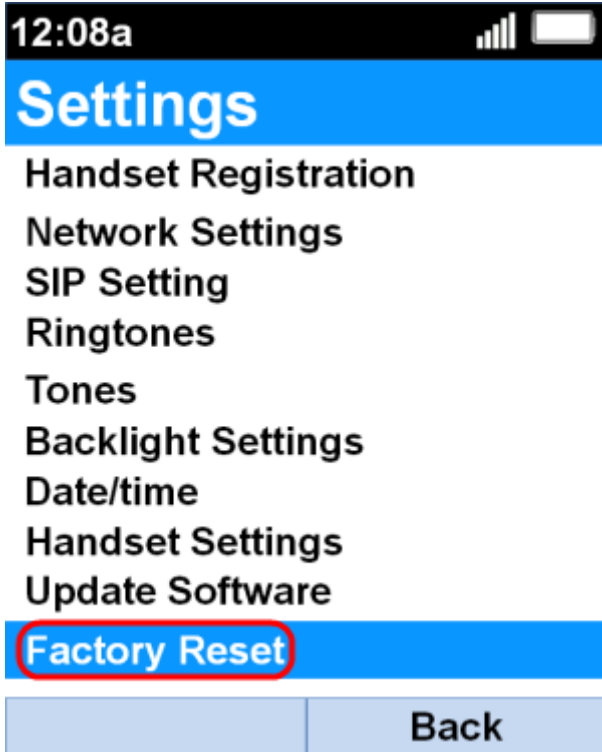 12:08a
Settings
Handset Registration
Network Settings
SIP Setting
Ringtones
Tones
Backlight Settings
Date/time
Handset Settings
Update Software
Factory Reset
Back